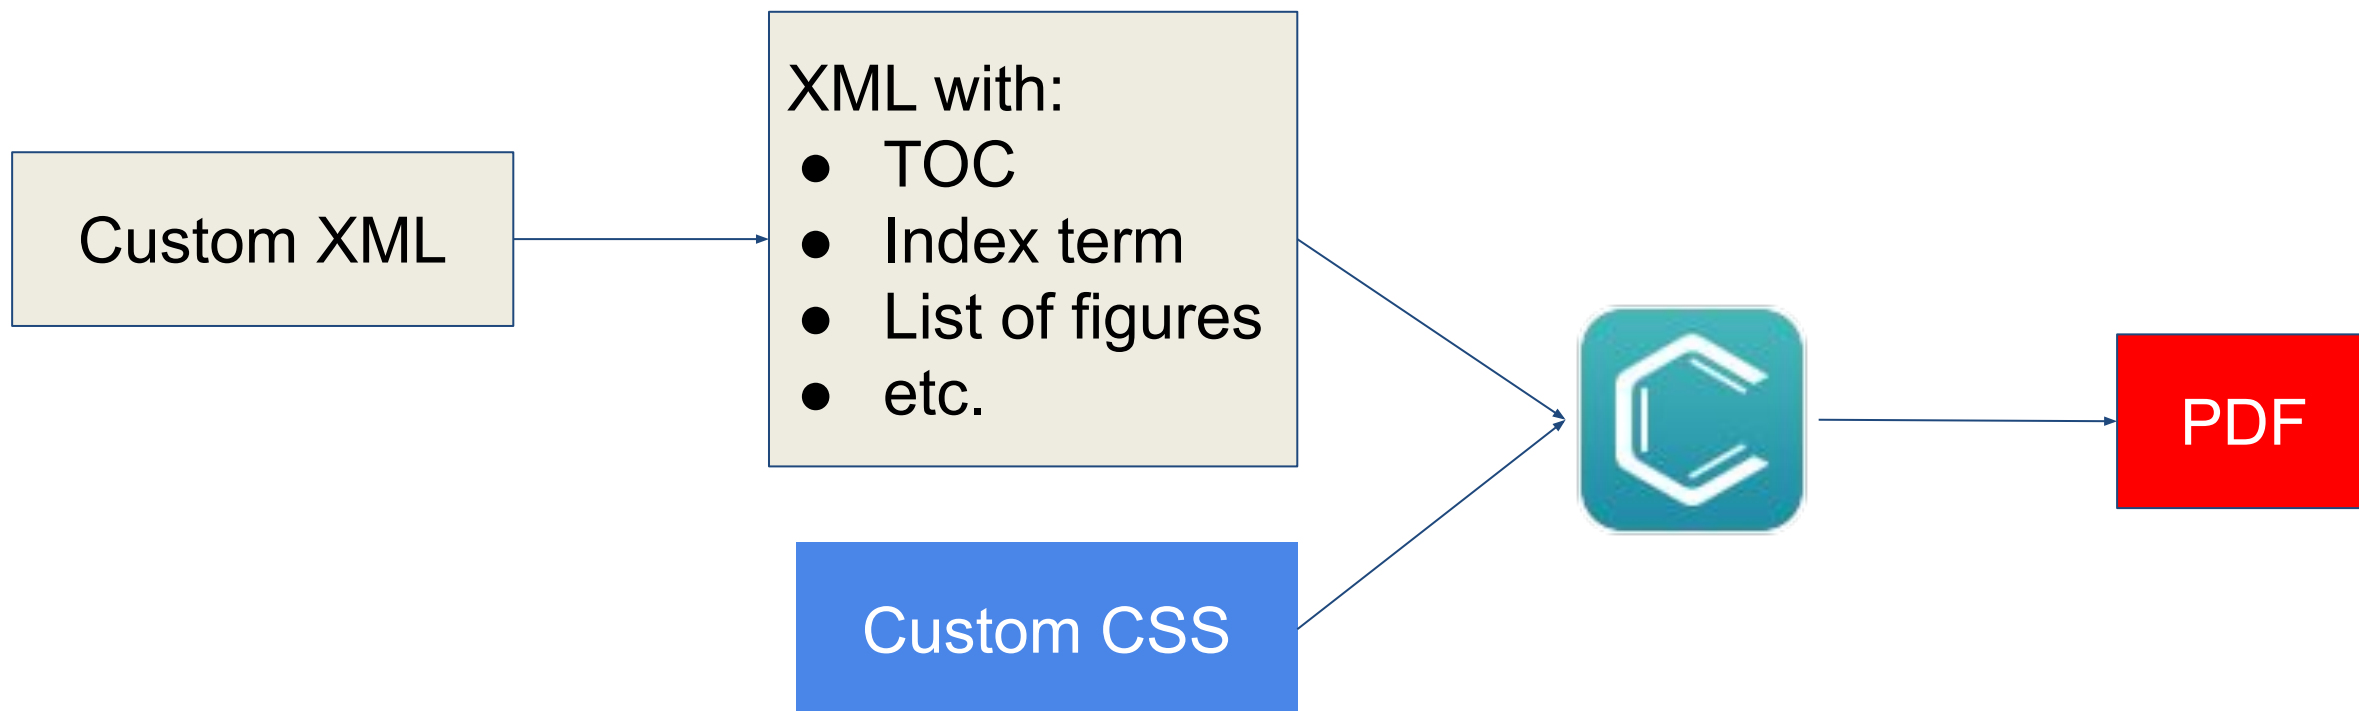 Custom XML
XML with:
● TOC
● Index term
● List of figures
● etc.
Custom CSS
PDF